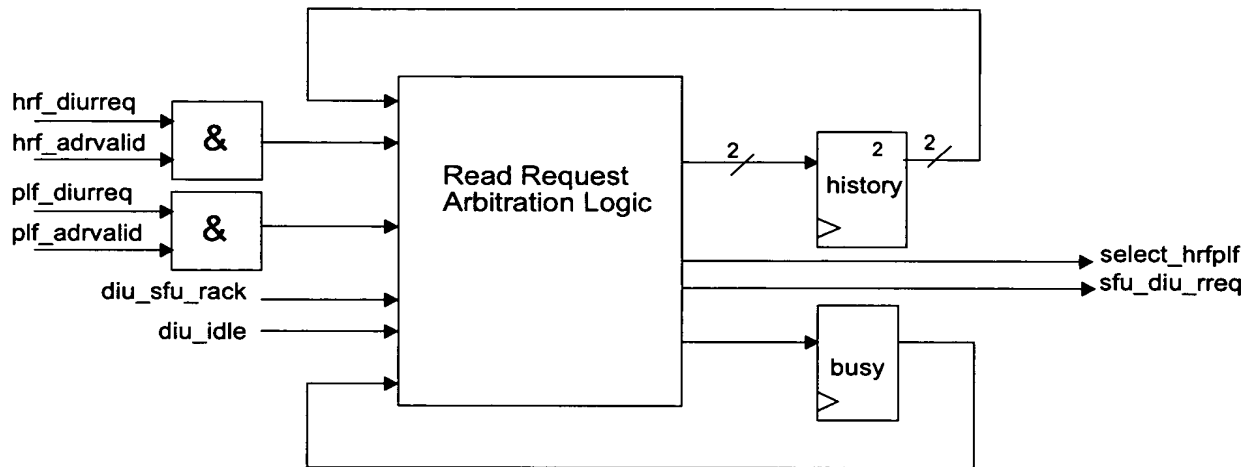 hrf_diurreq
hrf_adrvalid
&
plf_diurreq
plf_adrvalid
&
diu_sfu_rack
diu_idle
Read Request
Arbitration Logic
2
2
2
history
select_hrfplf
sfu_diu_rreq
busy